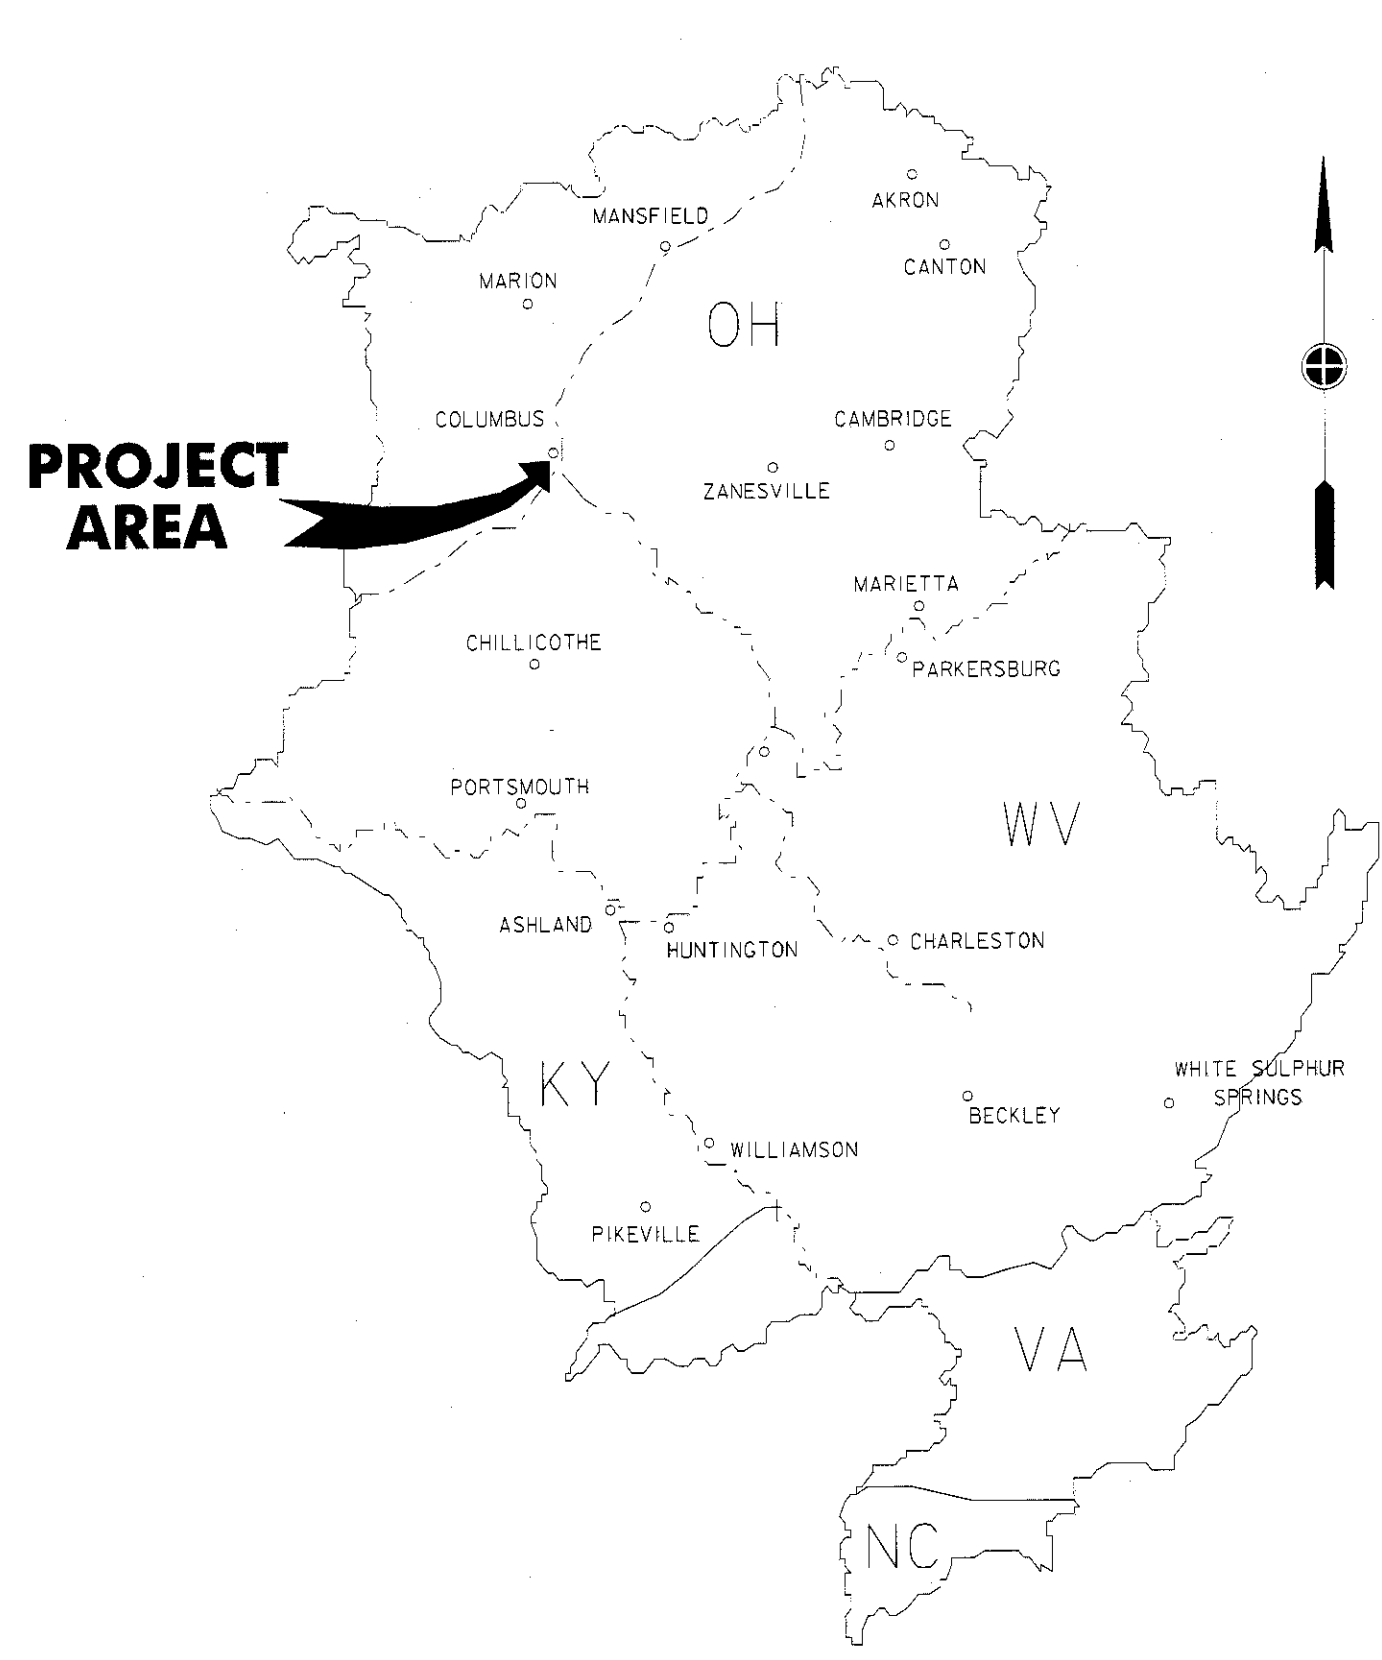 MANSFIELD
AKRON
CANTON
MARION
OH
COLUMBUS
CAMBRIDGE
PROJECT
AREA
ZANESVILLE
MARIETTA
CHILLICOTHE
PARKERSBURG
PORTSMOUTH
WV
ASHLAND
HUNTINGTON
CHARLESTON
KY
WHITE SULPHUR
SPRINGS
BECKLEY
WILLIAMSON
PIKEVILLE
VA
NC